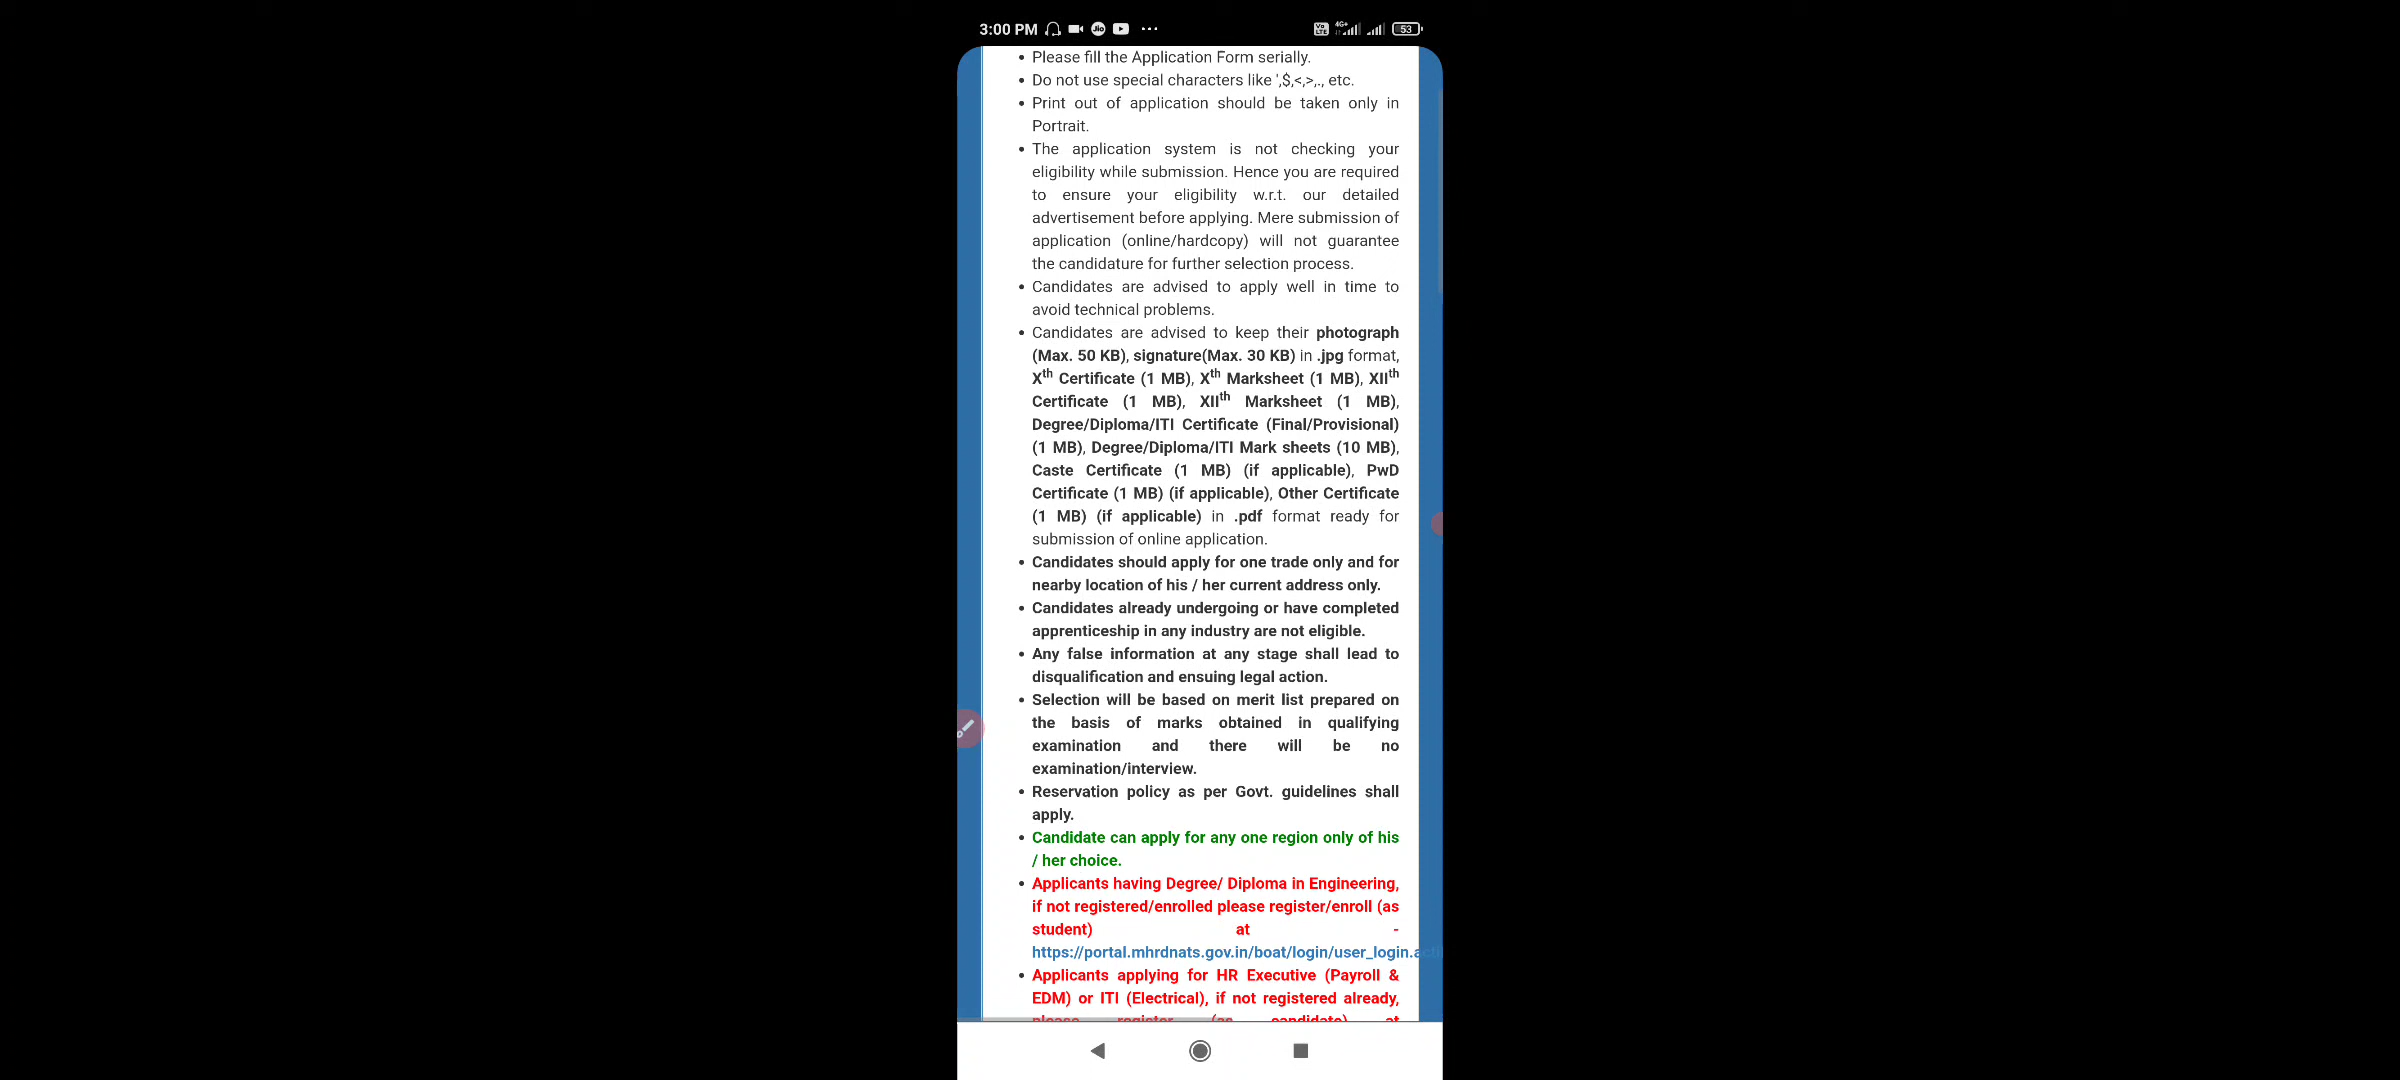 3:00 PM
53
Please fill the Application Form serially.
Do not use special characters like ',$,<,>,., etc.
Print out of application should be taken only in
Portrait.
The application system is not checking your
eligibility while submission. Hence you are required
to ensure your eligibility w.r.t. our detailed
advertisement before applying. Mere submission of
application (online/hardcopy) will not guarantee
the candidature for further selection process.
Candidates are advised to apply well in time to
avoid technical problems.
Candidates are advised to keep their photograph
(Max. 50 KB), signature(Max. 30 KB) in .jpg format,
Xth Certificate (1 MB), Xth Marksheet (1 MB), XIIth
Certificate (1 MB), XIIth Marksheet (1 MB),
Degree/Diploma/ITI Certificate (Final/Provisional)
(1 MB), Degree/Diploma/ITI Mark sheets (10 MB),
Caste Certificate (1 MB) (if applicable), PwD
Certificate (1 MB) (if applicable), Other Certificate
(1 MB) (if applicable) in .pdf format ready for
submission of online application.
Candidates should apply for one trade only and for
nearby location of his / her current address only.
Candidates already undergoing or have completed
apprenticeship in any industry are not eligible.
Any false information at any stage shall lead to
disqualification and ensuing legal action.
Selection will be based on merit list prepared on
the basis of marks obtained in qualifying
examination and there will be no
examination/interview.
Reservation policy as per Govt. guidelines shall
apply.
Candidate can apply for any one region only of his
/ her choice.
Applicants having Degree/ Diploma in Engineering,
if not registered/enrolled please register/enroll (as
student) at -
https://portal.mhrdnats.gov.in/boat/login/user_login.acti
Applicants applying for HR Executive (Payroll &
EDM) or ITI (Electrical), if not registered already,
please register (as candidate) at